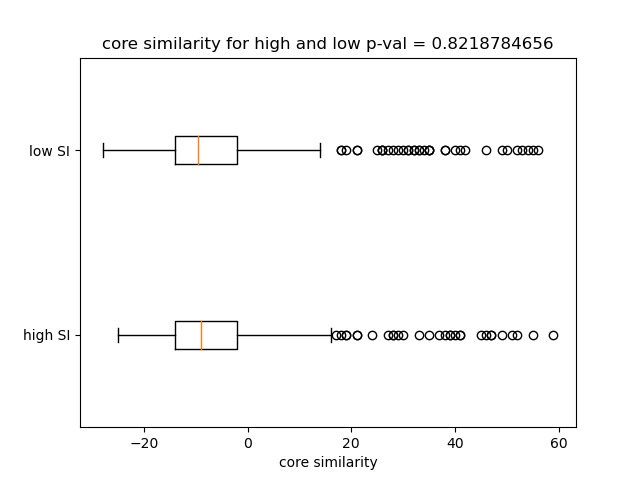 core similarity for high and low p-val = 0.8218784656
low SI
high SI
−20
0
20
40
60
core similarity